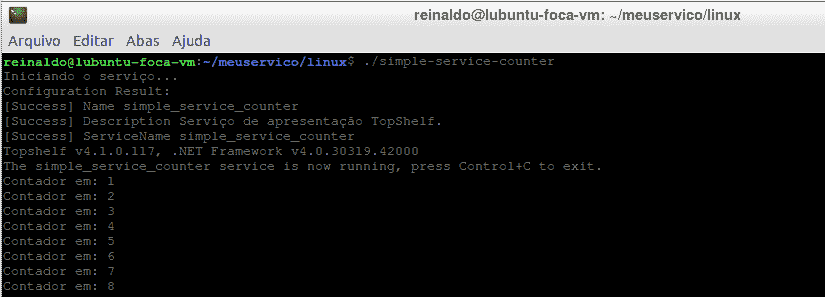 reinaldo@lubuntu-foca-vm: ~/meuservico/linux
Arquivo Editar Abas Ajuda
reinaldo@lubuntu-foca-vm:~/meuservico/linux$ ./simple-service-counter
Iniciando o serviço...
Configuration Result:
[Success] Name simple_service_counter
[Success] Description Serviço de apresentação TopShelf.
[Success] ServiceName simple_service_counter
Topshelf v4.1.0.117, .NET Framework v4.0.30319.42000
The simple_service_counter service is now running, press Control+C to exit.
Contador em: 1
Contador em: 2
Contador em: 3
Contador em: 4
Contador em: 5
Contador em: 6
Contador em: 7
Contador em: 8